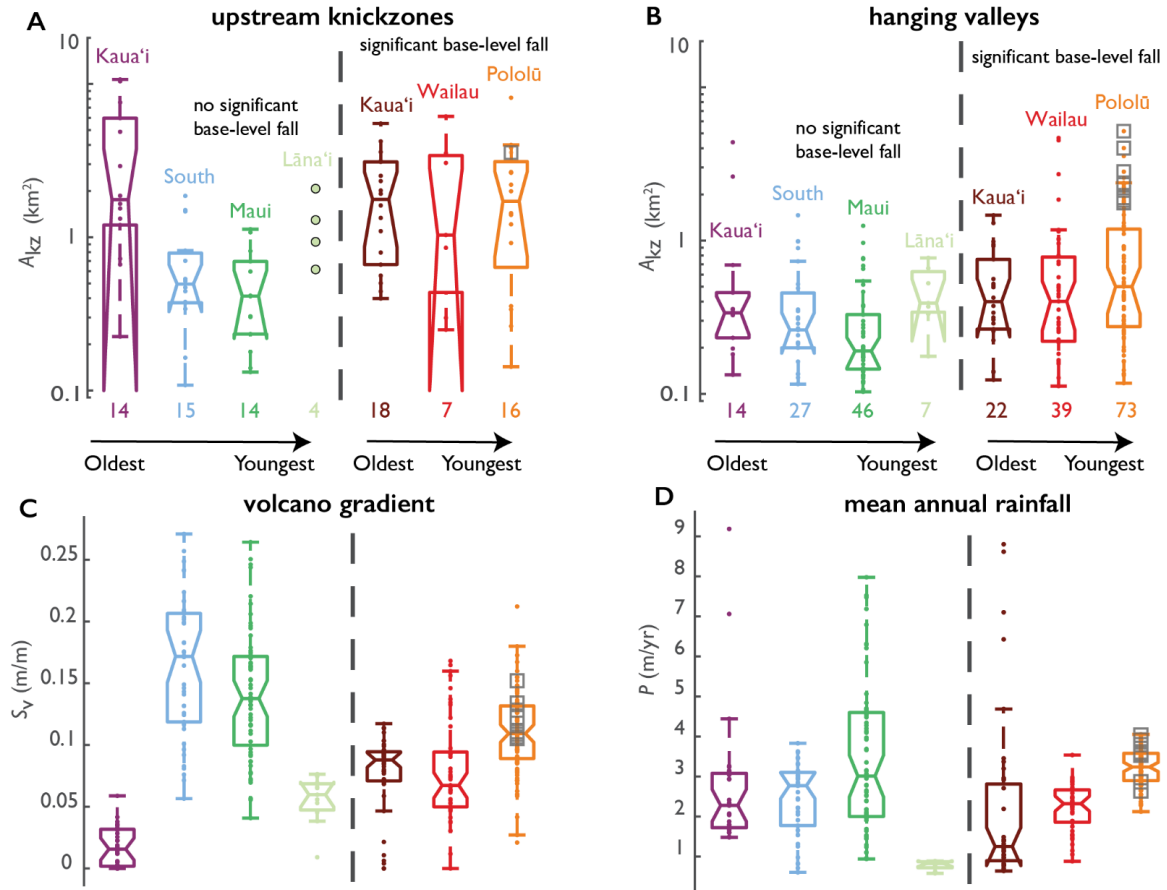 A upstream knickzones
significant base-level fall
10
Kaua‘i
no significant
base-level fall
Kaua‘i
Wailau
Pololū
South
Maui
Lāna‘i
Akz (km²)
1
0.1
14 15 14 4 18 7 16
Oldest Youngest Oldest Youngest
B hanging valleys
significant base-level fall
10
no significant
base-level fall
Pololū
Wailau
Kaua‘i
South
Maui
Lāna‘i
Kaua‘i
Akz (km²)
1
0.1
14 27 46 7 22 39 73
Oldest Youngest Oldest Youngest
C volcano gradient
0.25
0.2
0.15
0.1
0.05
0
Sv (m/m)
D mean annual rainfall
9
8
7
6
5
4
3
2
1
P (m/yr)